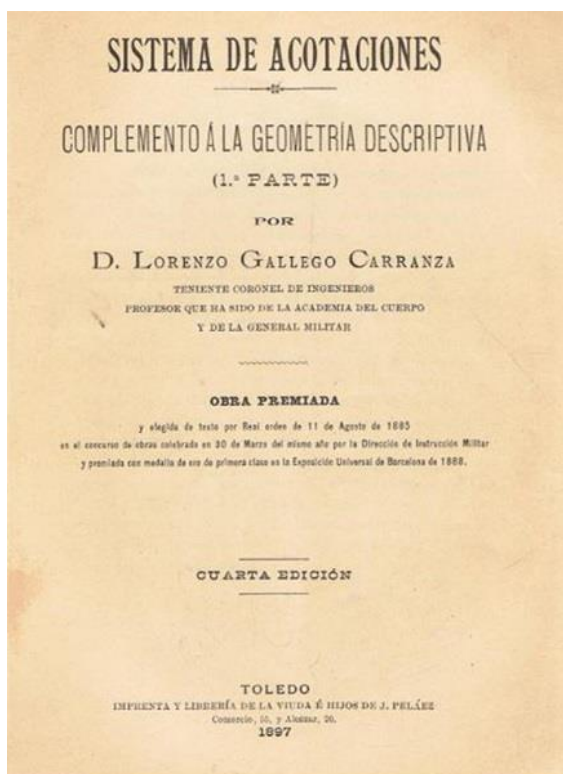 SISTEMA DE ACOTACIONES
COMPLEMENTO Á LA GEOMETRÍA DESCRIPTIVA
(1.ª PARTE)
POR
D. LORENZO GALLEGO CARRANZA
TENIENTE CORONEL DE INGENIEROS
PROFESOR QUE HA SIDO DE LA ACADEMIA DEL CUERPO
Y DE LA GENERAL MILITAR
OBRA PREMIADA
y elegida de texto por Real orden de 11 de Agosto de 1885
en el concurso de obras celebrado en 30 de Marzo del mismo año por la Dirección de Instrucción Militar
y premiada con medalla de oro de primera clase en la Exposición Universal de Barcelona de 1888.
CUARTA EDICIÓN
TOLEDO
IMPRENTA Y LIBRERÍA DE LA VIUDA É HIJOS DE J. PELÁEZ
Comercio, 55, y Alcázar, 20.
1897